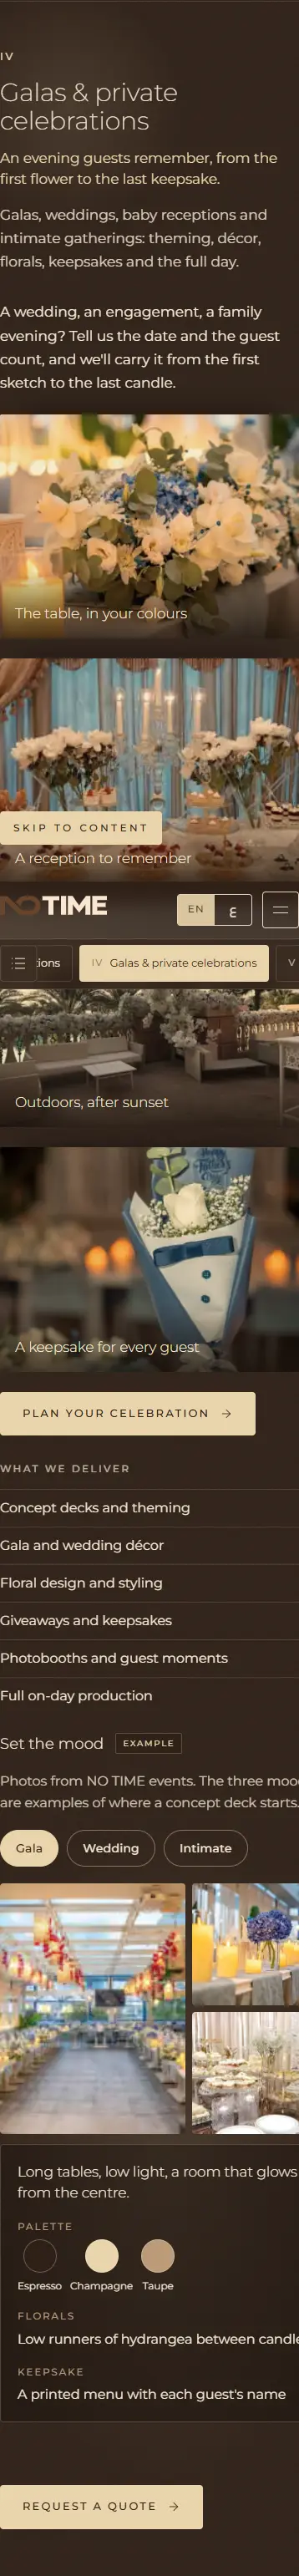 IV
Galas & private
celebrations
An evening guests remember, from the
first flower to the last keepsake.
Galas, weddings, baby receptions and
intimate gatherings: theming, décor,
florals, keepsakes and the full day.
A wedding, an engagement, a family
evening? Tell us the date and the guest
count, and we'll carry it from the first
sketch to the last candle.
The table, in your colours
SKIP TO CONTENT
A reception to remember
NOTIME
EN ع
IV Galas & private celebrations V
Outdoors, after sunset
A keepsake for every guest
PLAN YOUR CELEBRATION →
WHAT WE DELIVER
Concept decks and theming
Gala and wedding décor
Floral design and styling
Giveaways and keepsakes
Photobooths and guest moments
Full on-day production
Set the mood EXAMPLE
Photos from NO TIME events. The three
are examples of where a concept deck starts.
Gala Wedding Intimate
Long tables, low light, a room that glows
from the centre.
PALETTE
Espresso Champagne Taupe
FLORALS
Low runners of hydrangea between
KEEPSAKE
A printed menu with each guest's name
REQUEST A QUOTE →